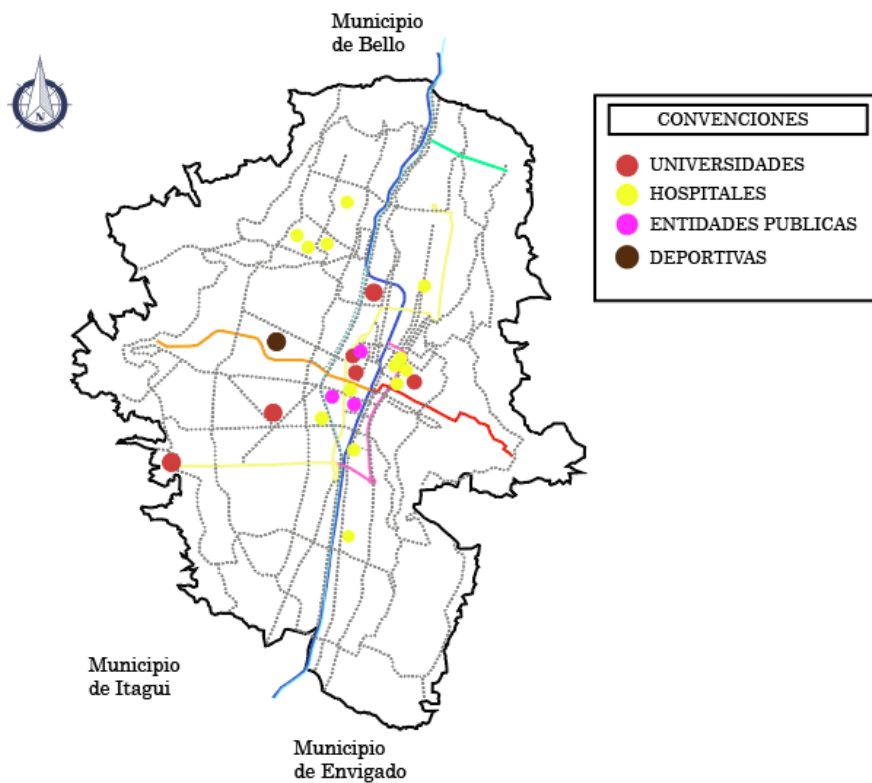 Municipio
de Bello
N
CONVENCIONES
UNIVERSIDADES
HOSPITALES
ENTIDADES PUBLICAS
DEPORTIVAS
Municipio
de Itagui
Municipio
de Envigado